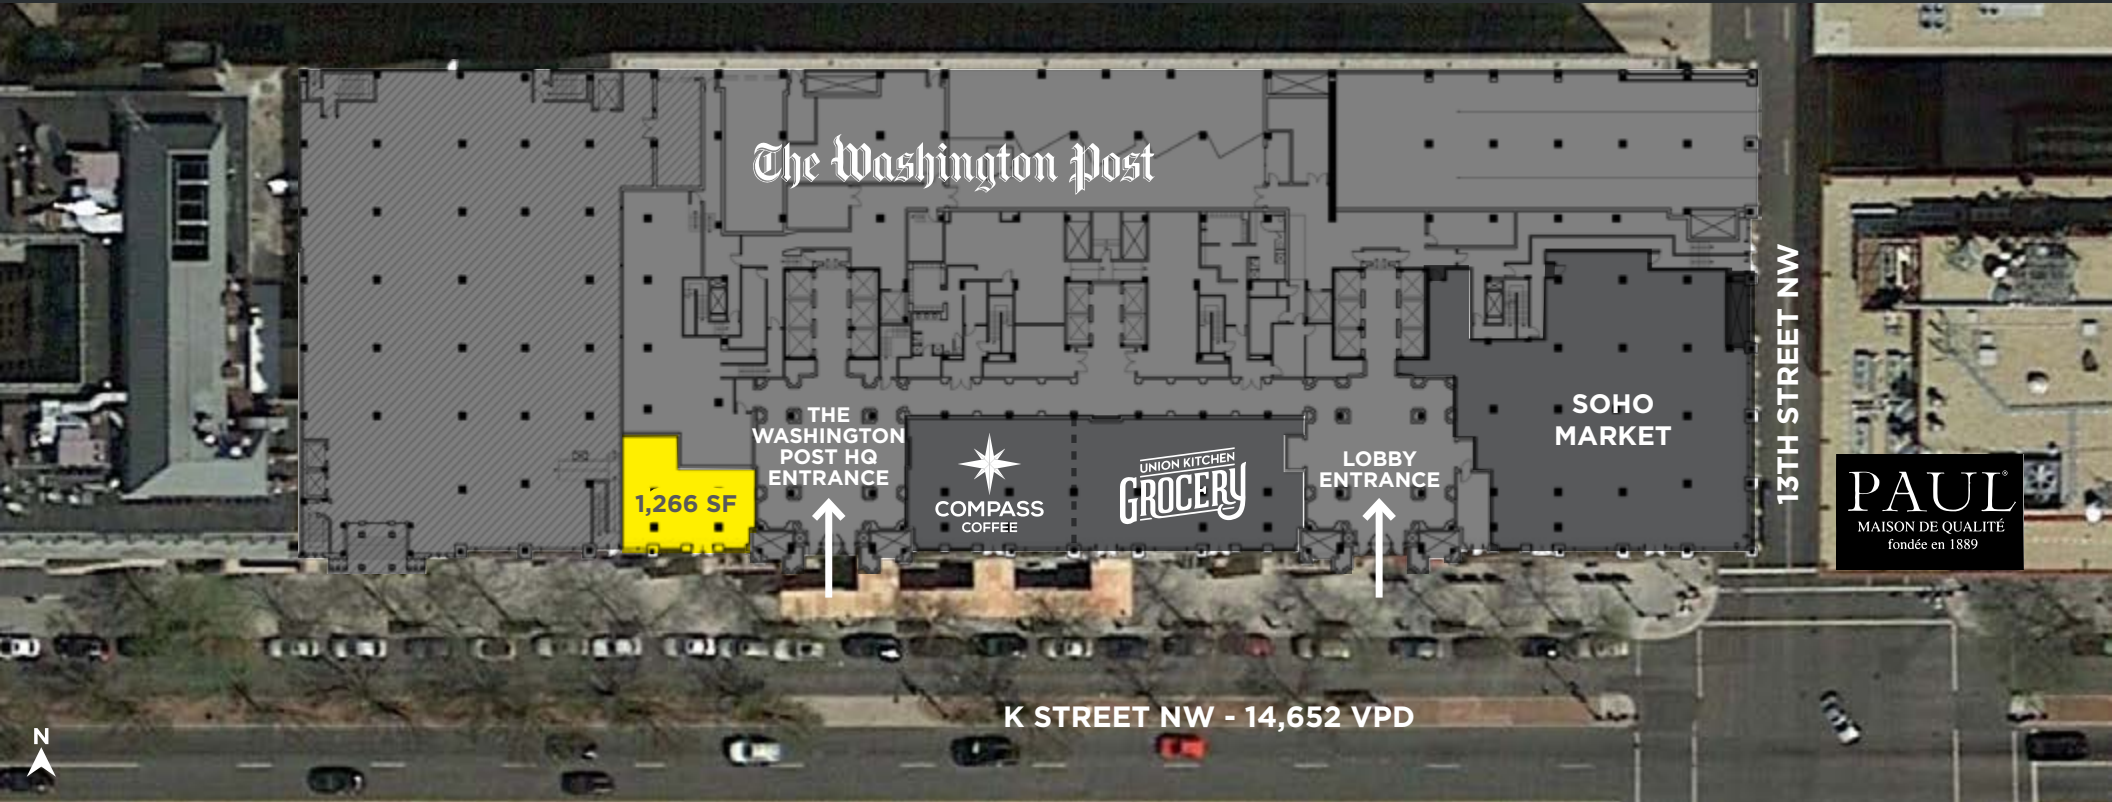 The Washington Post
13TH STREET NW
THE
WASHINGTON
POST HQ
ENTRANCE
1,266 SF
COMPASS
COFFEE
UNION KITCHEN
GROCERY
LOBBY
ENTRANCE
SOHO
MARKET
PAUL®
MAISON DE QUALITÉ
fondée en 1889
K STREET NW - 14,652 VPD
N